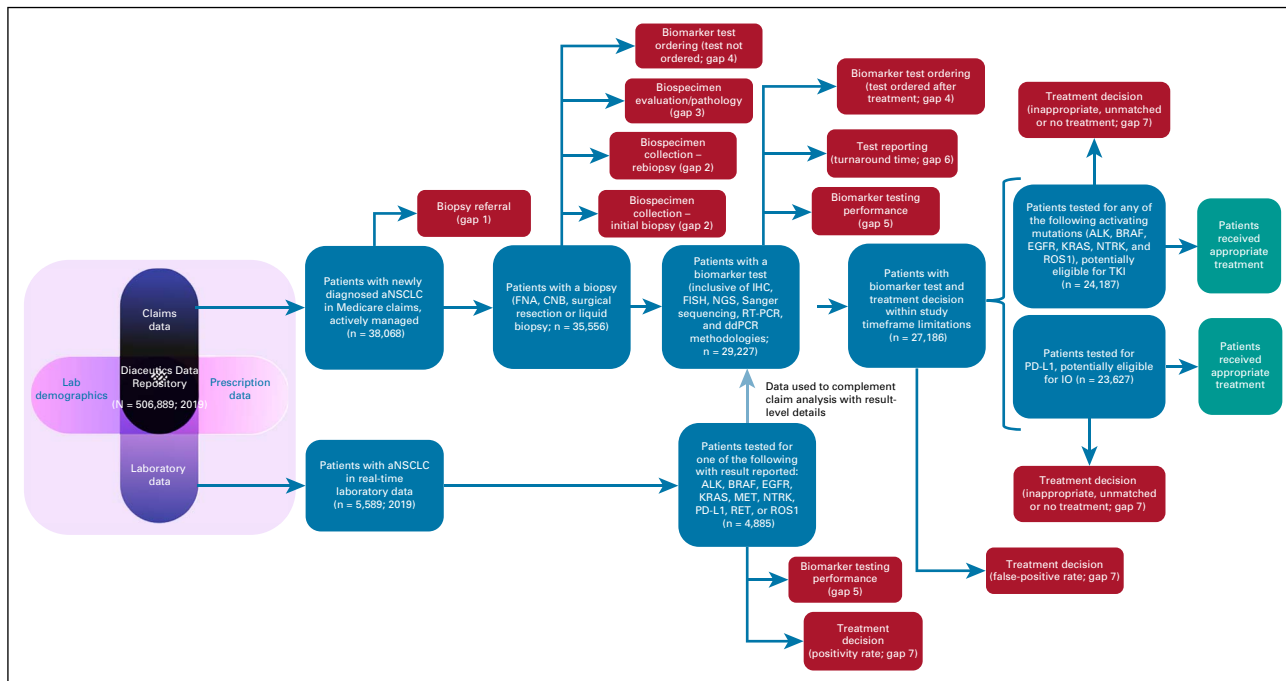 Claims
data
Lab
demographics
Diaceutics Data
Repository
(N = 506,889; 2019)
Prescription
data
Laboratory
data
Patients with newly
diagnosed aNSCLC
in Medicare claims,
actively managed
(n = 38,068)
Biopsy referral
(gap 1)
Patients with a biopsy
(FNA, CNB, surgical
resection or liquid
biopsy; n = 35,556)
Biomarker test
ordering (test not
ordered; gap 4)
Biospecimen
evaluation/pathology
(gap 3)
Biospecimen
collection –
rebiopsy (gap 2)
Biospecimen
collection –
initial biopsy (gap 2)
Patients with a
biomarker test
(inclusive of IHC,
FISH, NGS, Sanger
sequencing, RT-PCR,
and ddPCR
methodologies;
n = 29,227)
Biomarker test ordering
(test ordered after
treatment; gap 4)
Test reporting
(turnaround time; gap 6)
Biomarker testing
performance
(gap 5)
Patients with
biomarker test and
treatment decision
within study
timeframe limitations
(n = 27,186)
Treatment decision
(inappropriate, unmatched
or no treatment; gap 7)
Patients tested for any
of the following
activating mutations
(ALK, BRAF,
EGFR, KRAS, NTRK, and
ROS1), potentially
eligible for TKI
(n = 24,187)
Patients
received
appropriate
treatment
Patients tested for
PD-L1, potentially eligible
for IO (n = 23,627)
Patients
received
appropriate
treatment
Treatment decision
(inappropriate, unmatched
or no treatment; gap 7)
Treatment decision
(false-positive rate; gap 7)
Data used to complement
claim analysis with result-
level details
Patients with aNSCLC
in real-time
laboratory data
(n = 5,589; 2019)
Patients tested for
one of the following
with result reported:
ALK, BRAF, EGFR,
KRAS, MET, NTRK,
PD-L1, RET, or ROS1
(n = 4,885)
Biomarker testing
performance
(gap 5)
Treatment
decision
(positivity rate; gap 7)